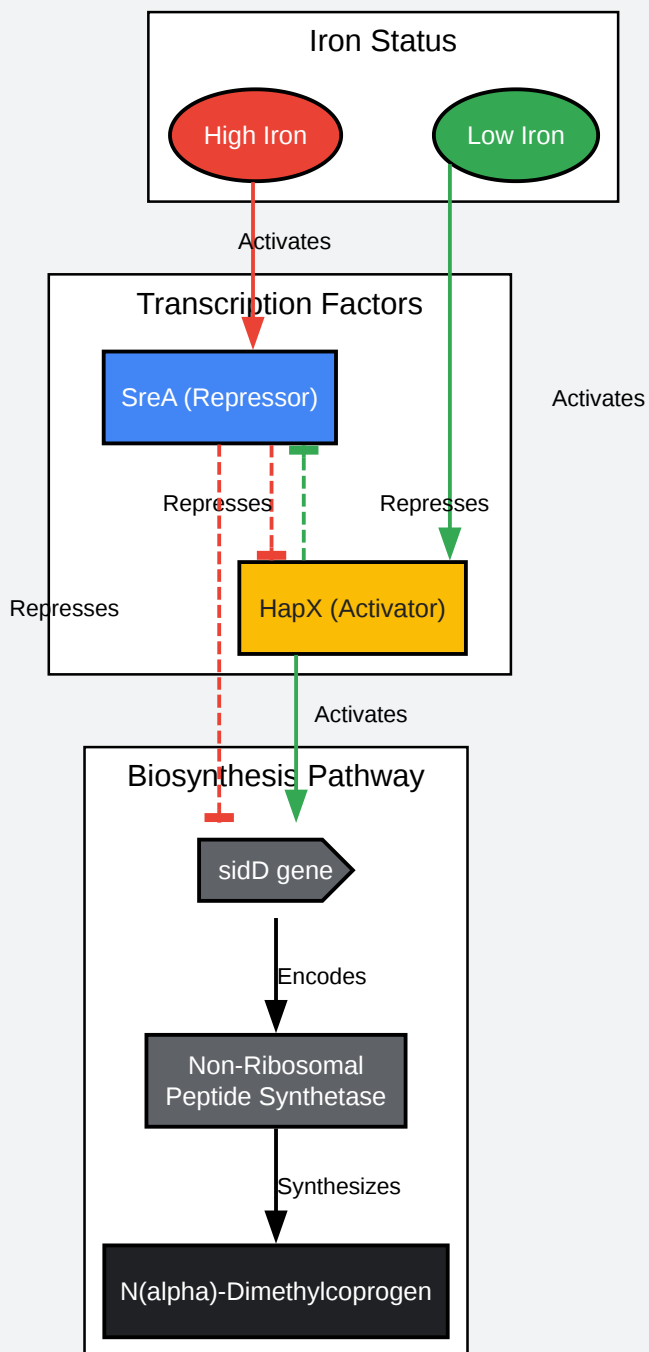 Iron Status
High Iron
Low Iron
Activates
Transcription Factors
SreA (Repressor)
Activates
Represses
Represses
HapX (Activator)
Represses
Activates
Biosynthesis Pathway
sidD gene
Encodes
Non-Ribosomal
Peptide Synthetase
Synthesizes
N(alpha)-Dimethylcoprogen